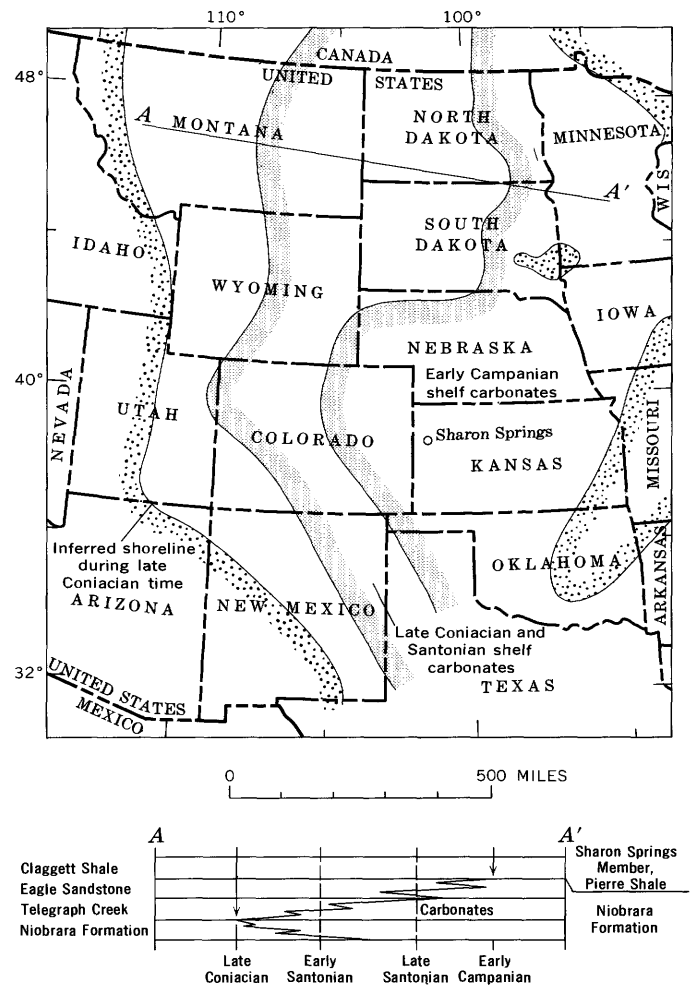 110° 100°
CANADA
UNITED STATES
48°
A MONTANA
NORTH
DAKOTA
MINNESOTA
WIS
A'
SOUTH
DAKOTA
IDAHO
WYOMING
IOWA
NEBRASKA
Early Campanian
shelf carbonates
40°
NEVADA
UTAH
COLORADO
Sharon Springs
KANSAS
MISSOURI
Inferred shoreline
during late
Coniacian time
OKLAHOMA
ARKANSAS
ARIZONA
NEW MEXICO
Late Coniacian and
Santonian shelf
carbonates
32°
TEXAS
UNITED STATES
MEXICO
0 500 MILES
A A'
Claggett Shale
Eagle Sandstone
Telegraph Creek
Niobrara Formation
Carbonates
Sharon Springs
Member,
Pierre Shale
Niobrara
Formation
Late Early Late Early
Coniacian Santonian Santonian Campanian